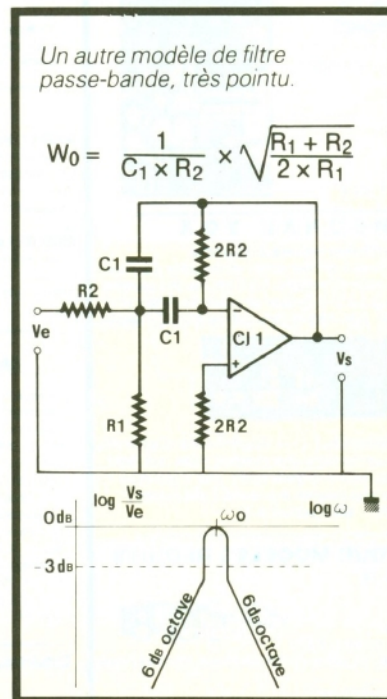 Un autre modèle de filtre
passe-bande, très pointu.
W0 = 1 / (C1 x R2) x √((R1 + R2) / (2 x R1))
C1
2R2
R2
C1
Ve
CI 1
Vs
R1
2R2
log Vs/Ve
ω0
log ω
0dB
-3dB
6dB octave
6dB octave